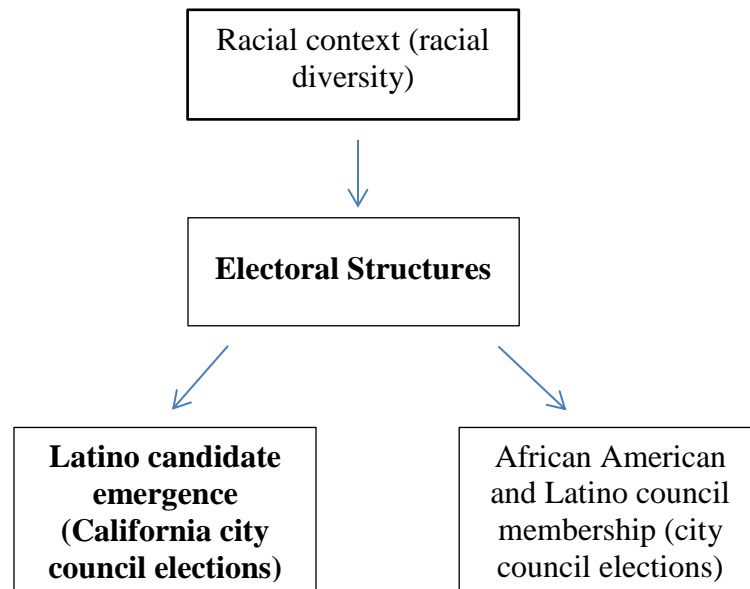 Racial context (racial
diversity)
Electoral Structures
Latino candidate
emergence
(California city
council elections)
African American
and Latino council
membership (city
council elections)